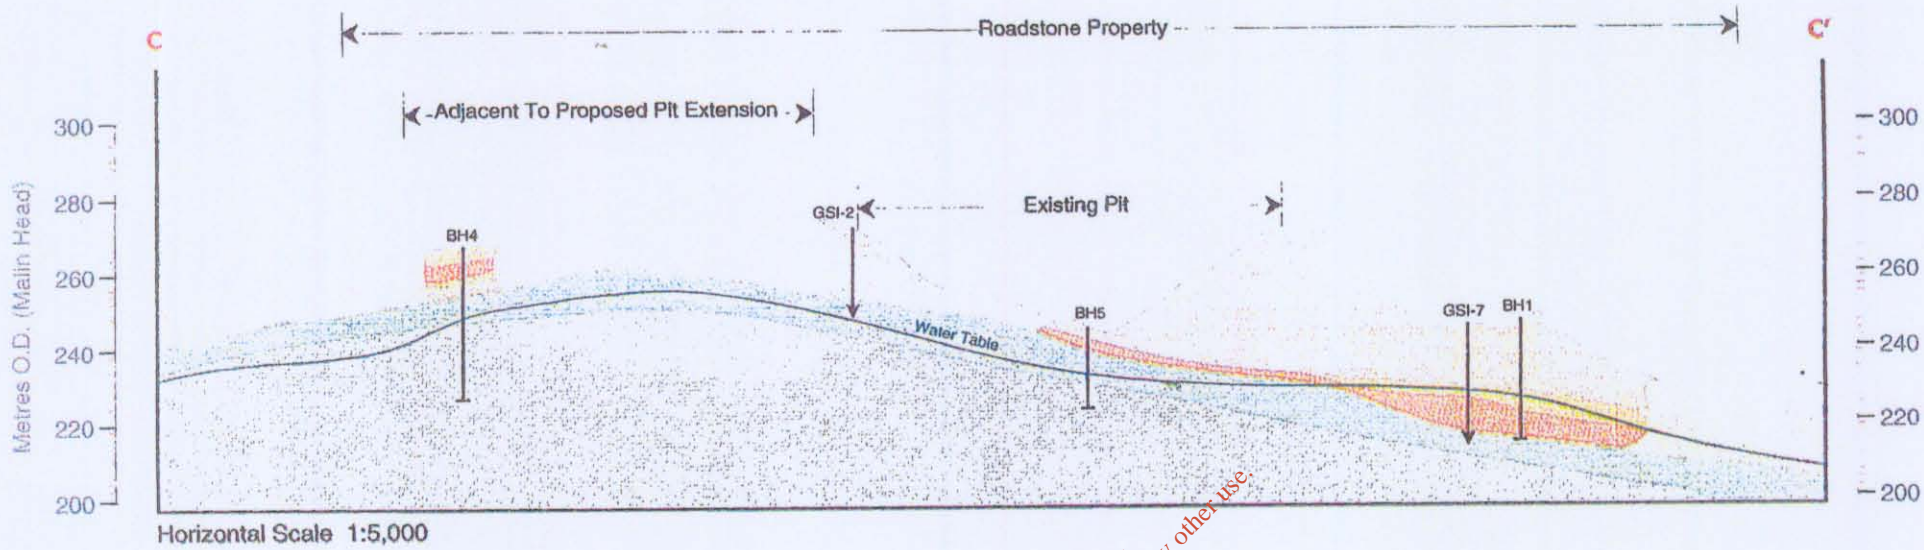 C
Roadstone Property
C'
Adjacent To Proposed Pit Extension
300
300
280
280
GSI-2
Existing Pit
BH4
260
260
BH5
GSI-7
BH1
Water Table
240
240
220
220
200
200
Metres O.D. (Malin Head)
Horizontal Scale 1:5,000
other use.